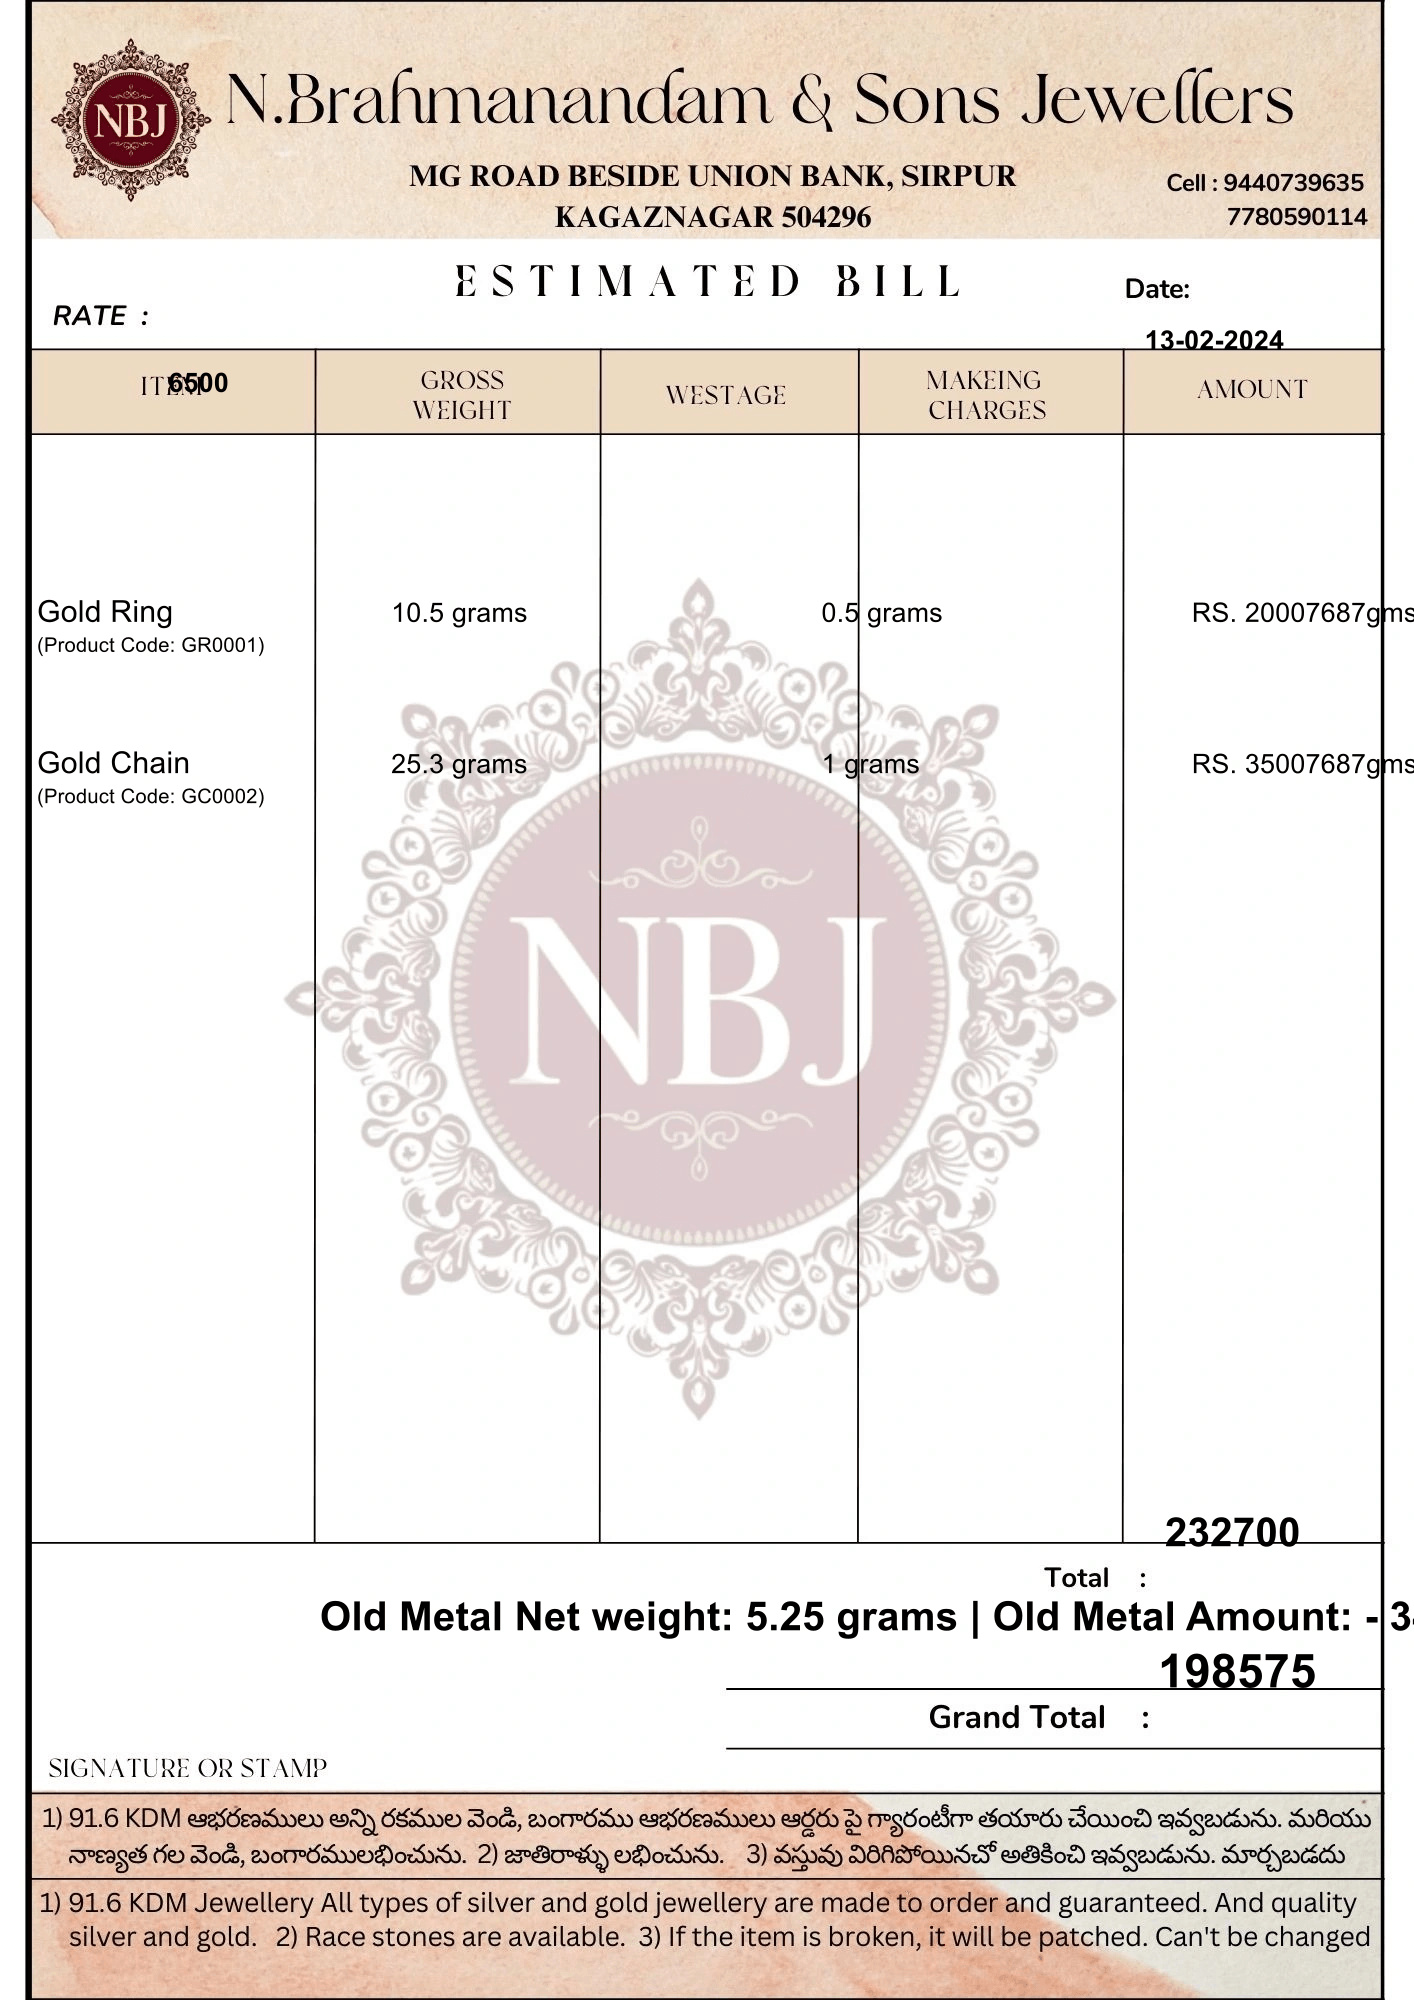 NBJ
N.Brahmanandam & Sons Jewellers
MG ROAD BESIDE UNION BANK, SIRPUR
KAGAZNAGAR 504296
Cell : 9440739635
7780590114
ESTIMATED BILL
Date:
RATE :
13-02-2024
ITEM
6500
GROSS
WEIGHT
WESTAGE
MAKEING
CHARGES
AMOUNT
Gold Ring 10.5 grams 0.5 grams RS. 20007687gms
(Product Code: GR0001)
Gold Chain 25.3 grams 1 grams RS. 35007687gms
(Product Code: GC0002)
NBJ
232700
Total :
Old Metal Net weight: 5.25 grams | Old Metal Amount: - 3
198575
Grand Total :
SIGNATURE OR STAMP
1) 91.6 KDM ఆభరణములు అన్ని రకముల వెండి, బంగారము ఆభరణములు ఆర్డరు పై గ్యారంటీగా తయారు చేయించి ఇవ్వబడును. మరియు
నాణ్యత గల వెండి, బంగారములభించును. 2) జాతిరాళ్ళు లభించును. 3) వస్తువు విరిగిపోయినచో అతికించి ఇవ్వబడును. మార్చబడదు
1) 91.6 KDM Jewellery All types of silver and gold jewellery are made to order and guaranteed. And quality
silver and gold. 2) Race stones are available. 3) If the item is broken, it will be patched. Can't be changed